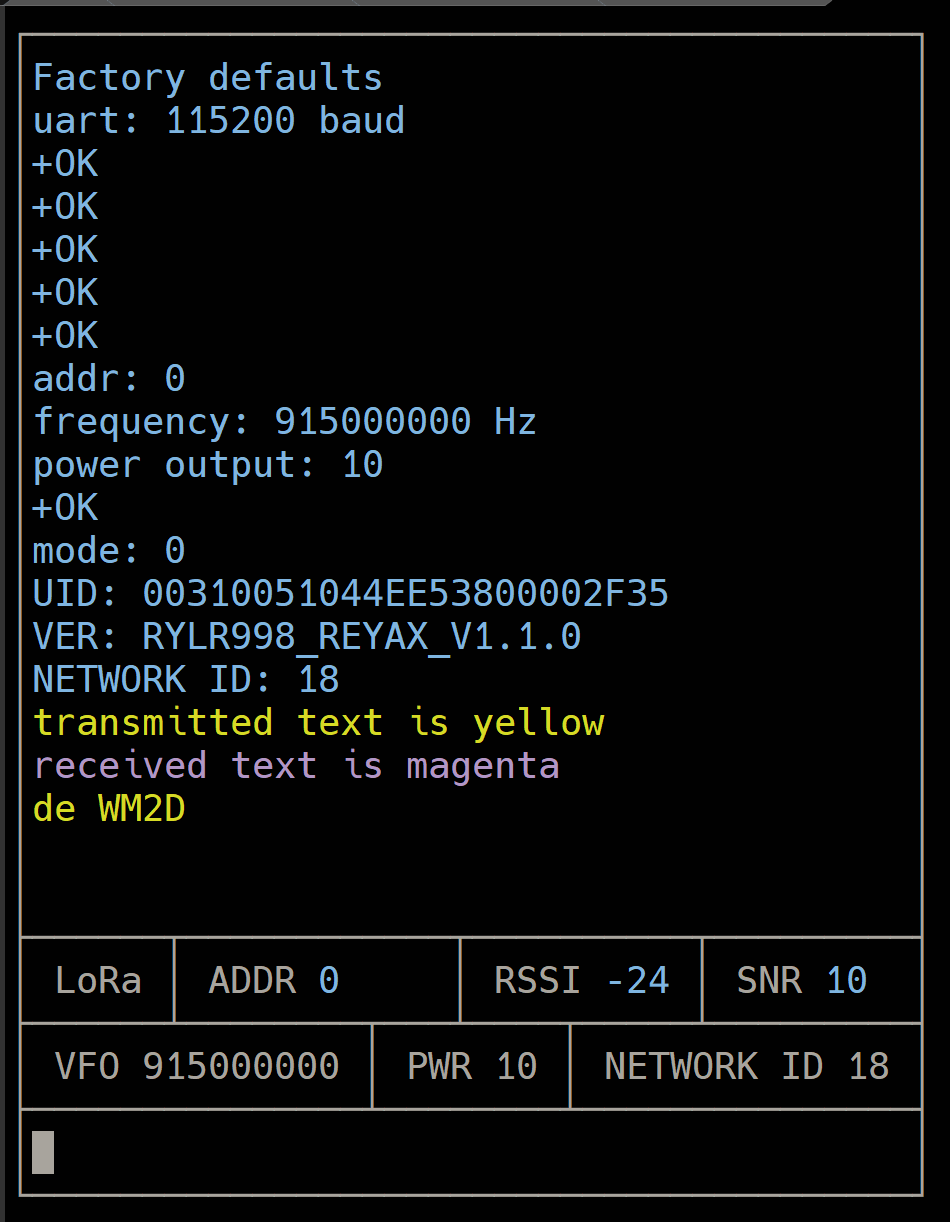 Factory defaults
uart: 115200 baud
+OK
+OK
+OK
+OK
+OK
addr: 0
frequency: 915000000 Hz
power output: 10
+OK
mode: 0
UID: 00310051044EE53800002F35
VER: RYLR998_REYAX_V1.1.0
NETWORK ID: 18
transmitted text is yellow
received text is magenta
de WM2D
LoRa ADDR 0 RSSI -24 SNR 10
VFO 915000000 PWR 10 NETWORK ID 18